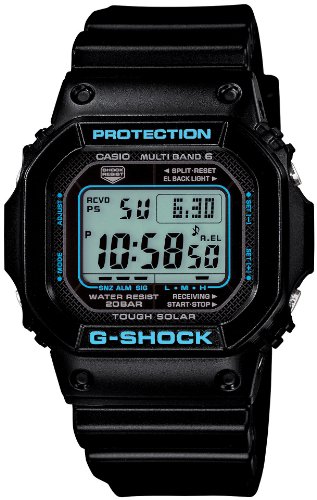 PROTECTION
SHOCK RESIST
CASIO MULTI BAND 6
SPLIT·RESET
EL BACKLIGHT
ADJUST
MODE
SET [-]
SET [+]
RCVD
PS
SU 6.30
P A.EL
10:58 50
SNZ ALM SIG L • M • H
WATER RESIST
20BAR
RECEIVING
START·STOP
TOUGH SOLAR
G-SHOCK